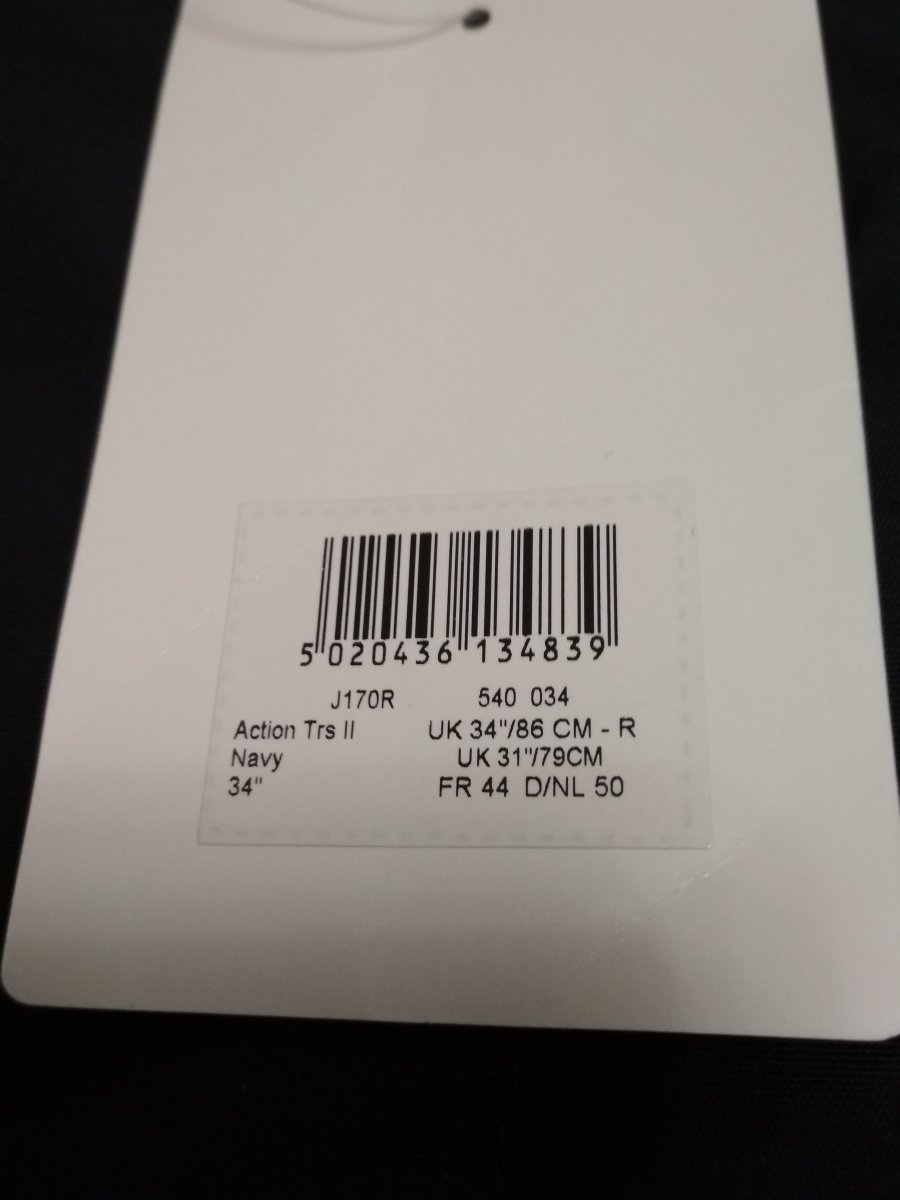 5 020436 134839
J170R 540 034
Action Trs II UK 34"/86 CM - R
Navy UK 31"/79CM
34" FR 44 D/NL 50